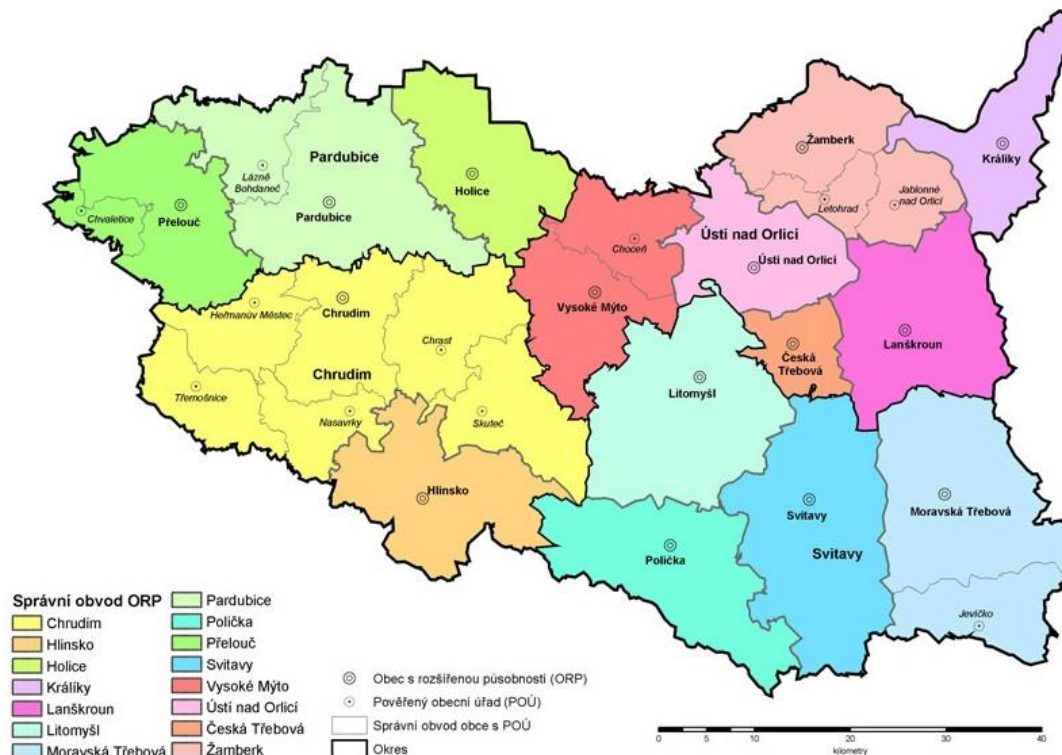 Žamberk
Králíky
Pardubice
Lázně
Bohdaneč
Holice
Jablonné
nad Orlicí
Letohrad
Chvaletice
Přelouč
Pardubice
Ústí nad Orlicí
Choceň
Ústí nad Orlicí
Heřmanův Městec
Chrudim
Vysoké Mýto
Lanškroun
Chrast
Česká
Třebová
Chrudim
Třemošnice
Litomyšl
Nasavrky
Skuteč
Hlinsko
Svitavy
Moravská Třebová
Polička
Svitavy
Jevíčko
Správní obvod ORP
Chrudim
Hlinsko
Holice
Králíky
Lanškroun
Litomyšl
Moravská Třebová
Pardubice
Polička
Přelouč
Svitavy
Vysoké Mýto
Ústí nad Orlicí
Česká Třebová
Žamberk
Obec s rozšířenou působností (ORP)
Pověřený obecní úřad (POÚ)
Správní obvod obce s POÚ
Okres
0 5 10 20 30 40
kilometry